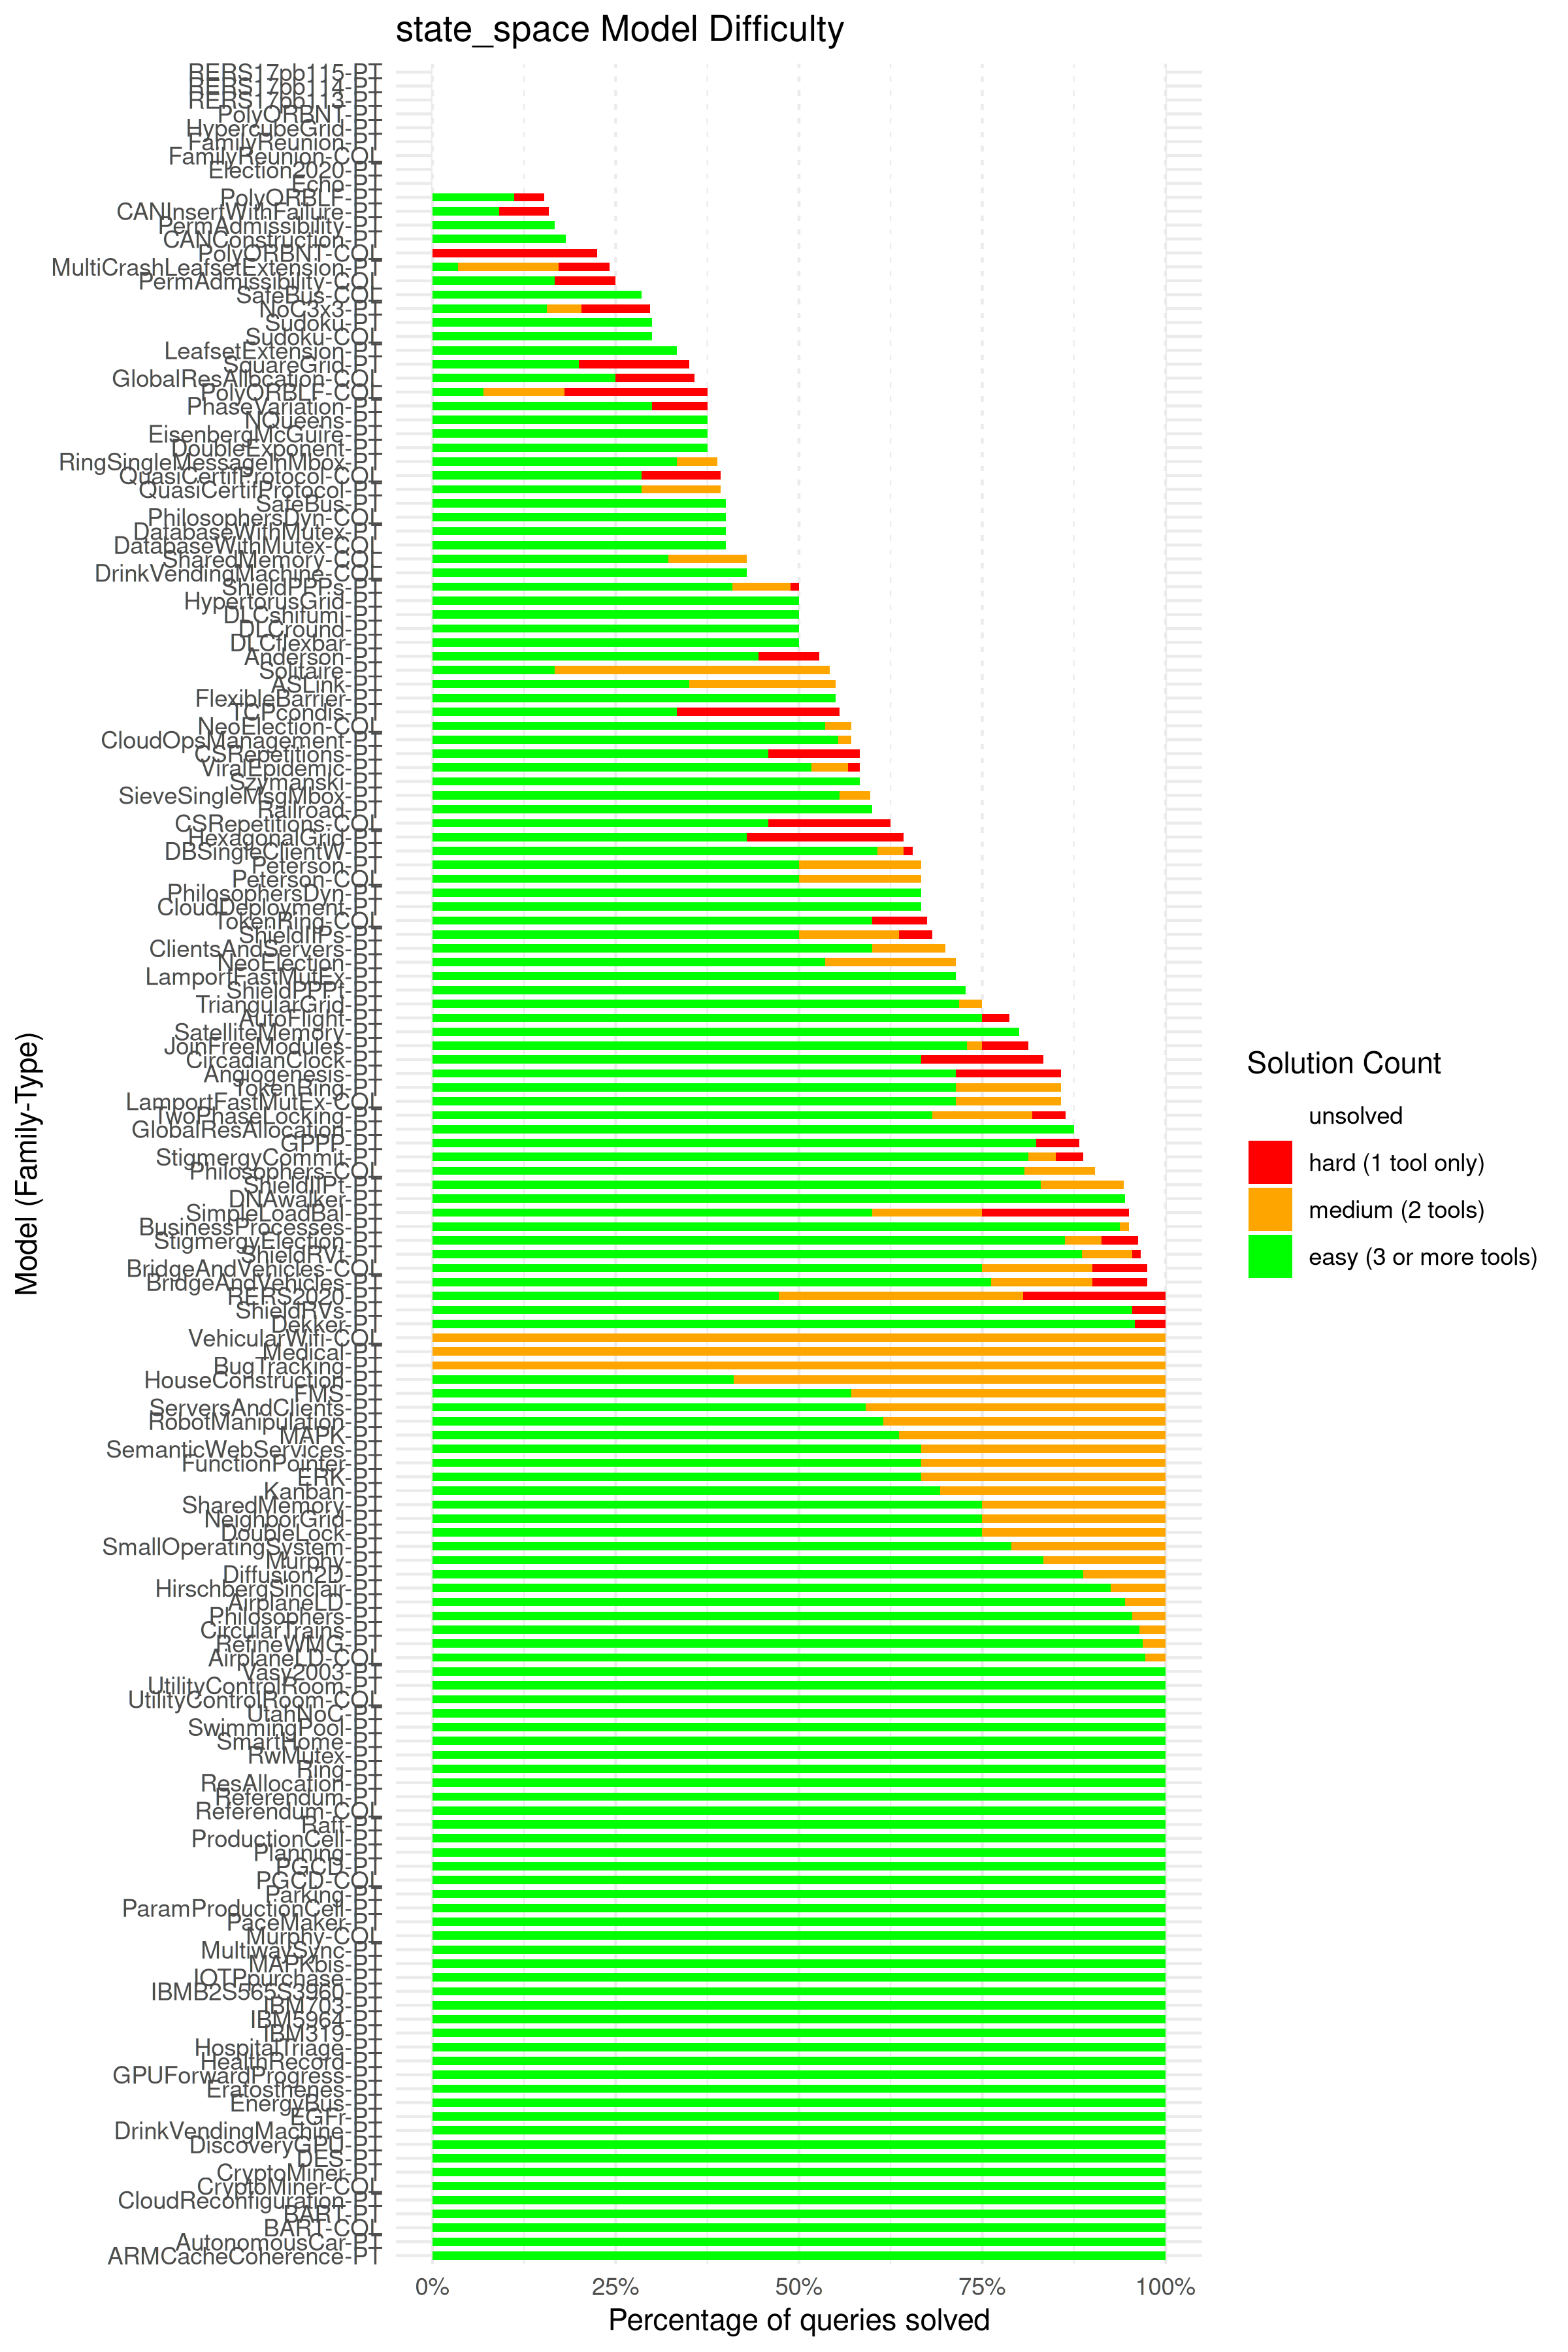 state_space Model Difficulty
RERS17pb115-PT
RERS17pb114-PT
RERS17pb113-PT
PolyORBNT-PT
HypercubeGrid-PT
FamilyReunion-PT
FamilyReunion-COL
Election2020-PT
Echo-PT
PolyORBLF-PT
CANInsertWithFailure-PT
PermAdmissibility-PT
CANConstruction-PT
PolyORBNT-COL
MultiCrashLeafsetExtension-PT
PermAdmissibility-COL
SafeBus-COL
NoC3x3-PT
Sudoku-PT
Sudoku-COL
LeafsetExtension-PT
SquareGrid-PT
GlobalResAllocation-COL
PolyORBLF-COL
PhaseVariation-PT
NQueens-PT
EisenbergMcGuire-PT
DoubleExponent-PT
RingSingleMessageInMbox-PT
QuasiCertifProtocol-COL
QuasiCertifProtocol-PT
SafeBus-PT
PhilosophersDyn-COL
DatabaseWithMutex-PT
DatabaseWithMutex-COL
SharedMemory-COL
DrinkVendingMachine-COL
ShieldPPPs-PT
HypertorusGrid-PT
DLCshifumi-PT
DLCround-PT
DLCflexbar-PT
Anderson-PT
Solitaire-PT
ASLink-PT
FlexibleBarrier-PT
TCPcondis-PT
NeoElection-COL
CloudOpsManagement-PT
CSRepetitions-PT
ViralEpidemic-PT
Szymanski-PT
SieveSingleMsgMbox-PT
Railroad-PT
CSRepetitions-COL
HexagonalGrid-PT
DBSingleClientW-PT
Peterson-PT
Peterson-COL
PhilosophersDyn-PT
CloudDeployment-PT
TokenRing-COL
ShieldIIPs-PT
ClientsAndServers-PT
NeoElection-PT
LamportFastMutEx-PT
ShieldPPPt-PT
TriangularGrid-PT
AutoFlight-PT
SatelliteMemory-PT
JoinFreeModules-PT
CircadianClock-PT
Angiogenesis-PT
TokenRing-PT
LamportFastMutEx-COL
TwoPhaseLocking-PT
GlobalResAllocation-PT
GPPP-PT
StigmergyCommit-PT
Philosophers-COL
ShieldIIPt-PT
DNAwalker-PT
SimpleLoadBal-PT
BusinessProcesses-PT
StigmergyElection-PT
ShieldRVt-PT
BridgeAndVehicles-COL
BridgeAndVehicles-PT
RERS2020-PT
ShieldRVs-PT
Dekker-PT
VehicularWifi-COL
Medical-PT
BugTracking-PT
HouseConstruction-PT
FMS-PT
ServersAndClients-PT
RobotManipulation-PT
MAPK-PT
SemanticWebServices-PT
FunctionPointer-PT
ERK-PT
Kanban-PT
SharedMemory-PT
NeighborGrid-PT
DoubleLock-PT
SmallOperatingSystem-PT
Murphy-PT
Diffusion2D-PT
HirschbergSinclair-PT
AirplaneLD-PT
Philosophers-PT
CircularTrains-PT
RefineWMG-PT
AirplaneLD-COL
Vasy2003-PT
UtilityControlRoom-PT
UtilityControlRoom-COL
UtahNoC-PT
SwimmingPool-PT
SmartHome-PT
RwMutex-PT
Ring-PT
ResAllocation-PT
Referendum-PT
Referendum-COL
Raft-PT
ProductionCell-PT
Planning-PT
PGCD-PT
PGCD-COL
Parking-PT
ParamProductionCell-PT
PaceMaker-PT
Murphy-COL
MultiwaySync-PT
MAPKbis-PT
IOTPpurchase-PT
IBMB2S565S3960-PT
IBM703-PT
IBM5964-PT
IBM319-PT
HospitalTriage-PT
HealthRecord-PT
GPUForwardProgress-PT
Eratosthenes-PT
EnergyBus-PT
EGFr-PT
DrinkVendingMachine-PT
DiscoveryGPU-PT
DES-PT
CryptoMiner-PT
CryptoMiner-COL
CloudReconfiguration-PT
BART-PT
BART-COL
AutonomousCar-PT
ARMCacheCoherence-PT
0%
25%
50%
75%
100%
Percentage of queries solved
Model (Family-Type)
Solution Count
unsolved
hard (1 tool only)
medium (2 tools)
easy (3 or more tools)